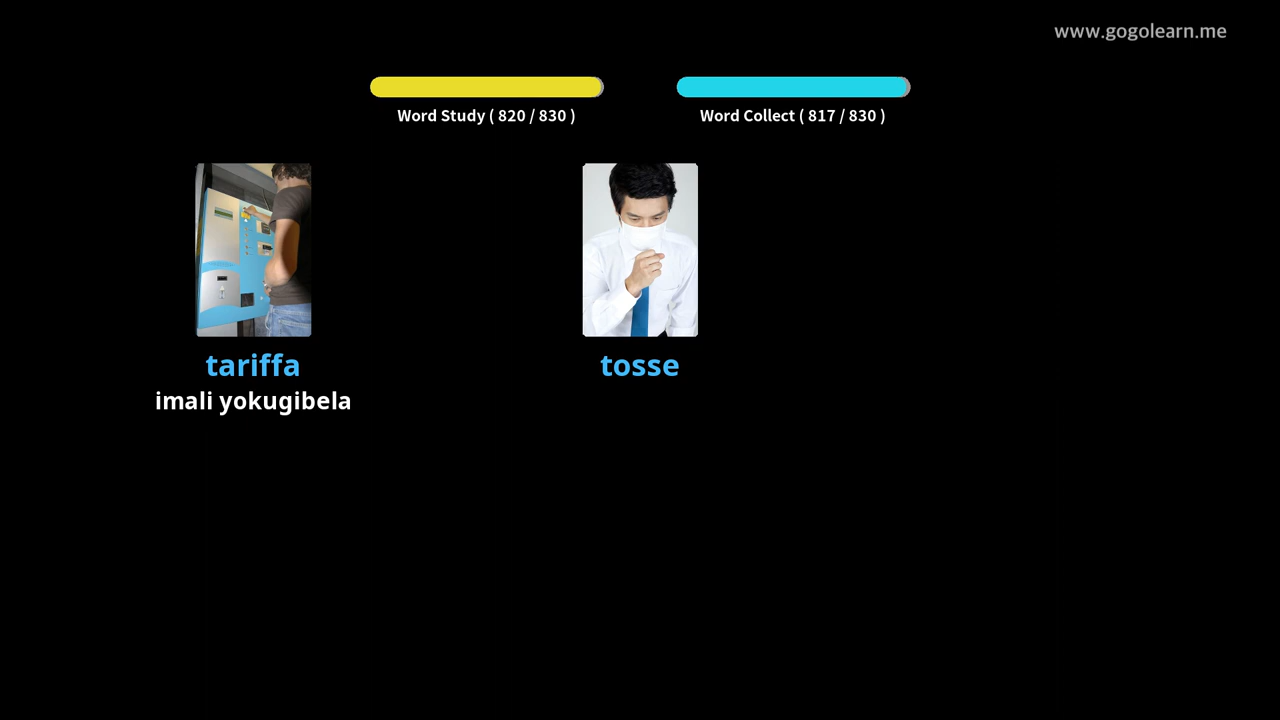 www.gogolearn.me
Word Study ( 820 / 830 )
Word Collect ( 817 / 830 )
tariffa
tosse
imali yokugibela